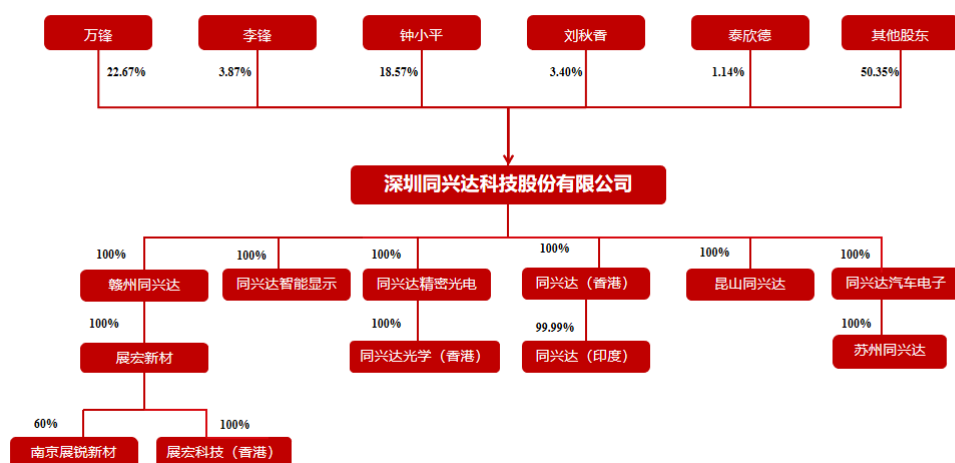 万锋
李锋
钟小平
刘秋香
泰欣德
其他股东
22.67%
3.87%
18.57%
3.40%
1.14%
50.35%
深圳同兴达科技股份有限公司
100%
100%
100%
100%
100%
100%
赣州同兴达
同兴达智能显示
同兴达精密光电
同兴达（香港）
昆山同兴达
同兴达汽车电子
100%
100%
99.99%
100%
展宏新材
同兴达光学（香港）
同兴达（印度）
苏州同兴达
60%
100%
南京展锐新材
展宏科技（香港）